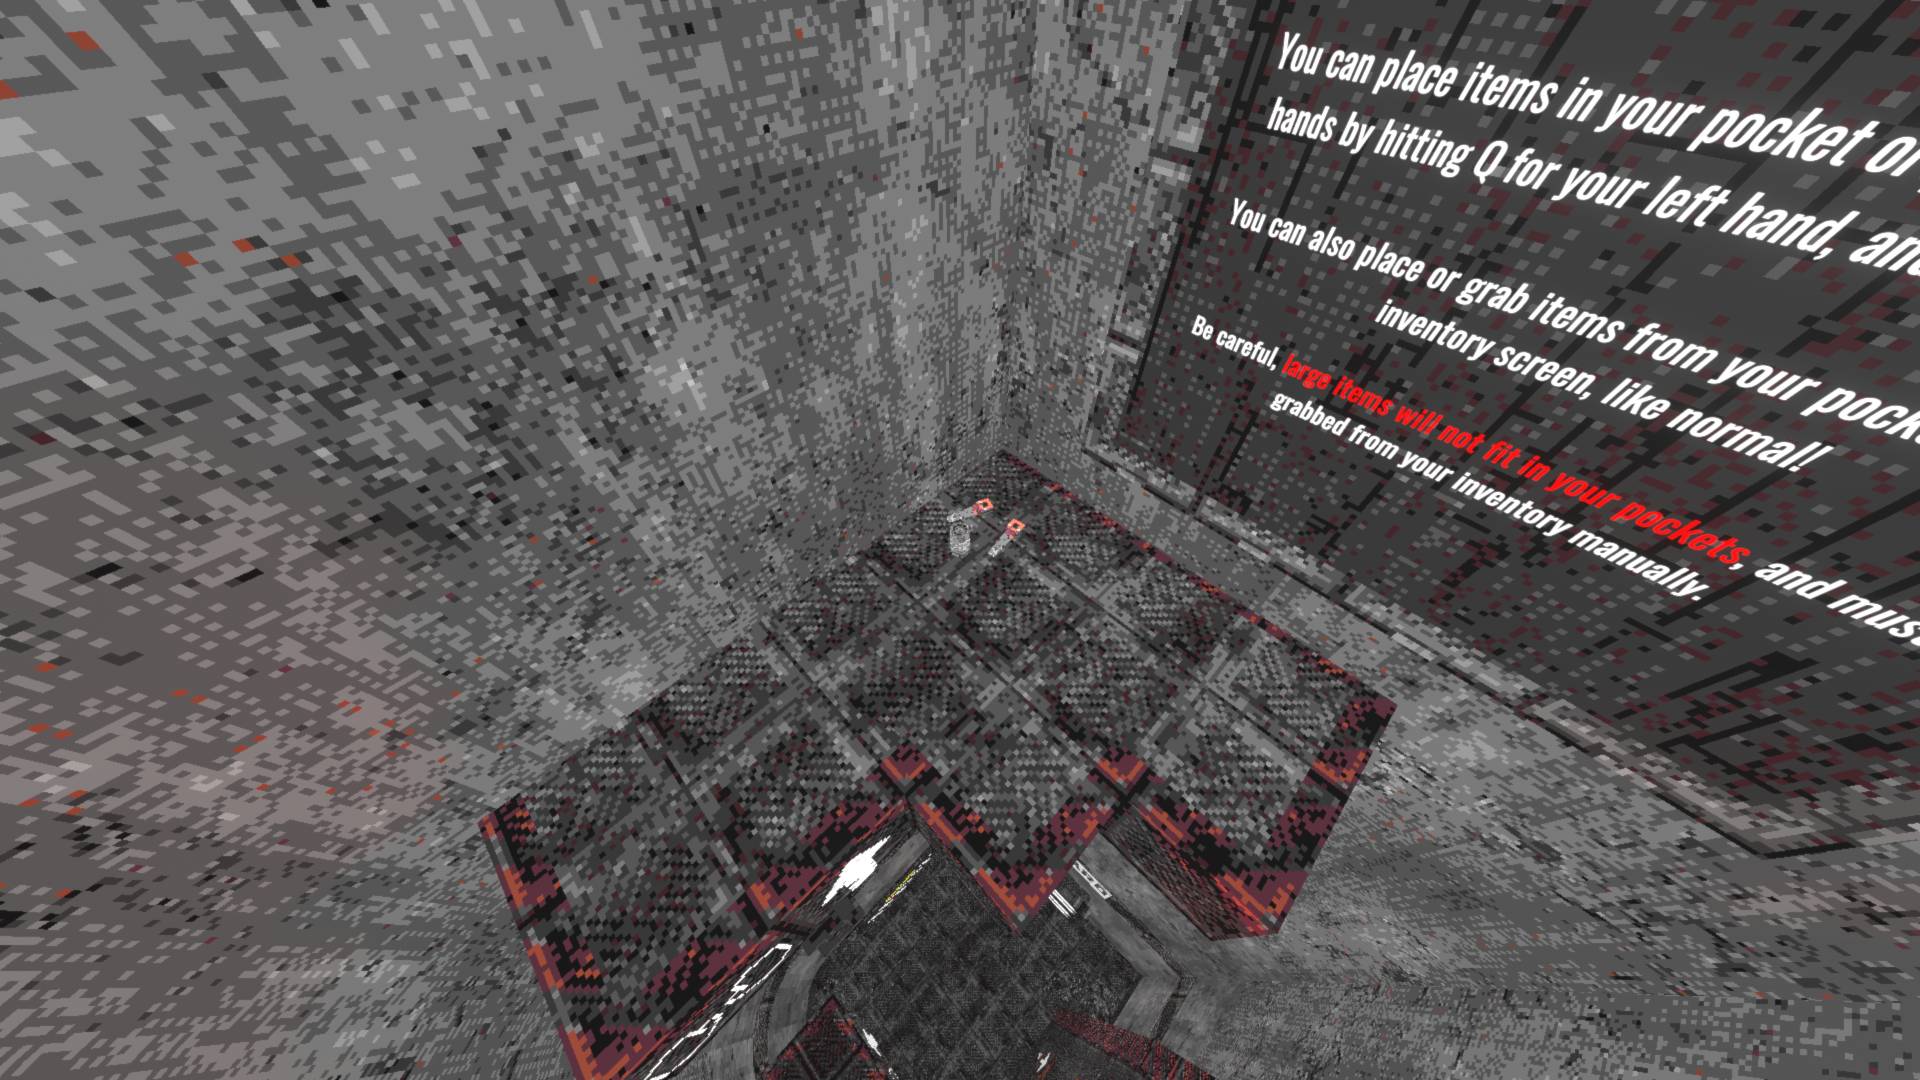 You can place items in your pocket or
hands by hitting Q for your left hand, and
You can also place or grab items from your
inventory screen, like normal!
Be careful, large items will not fit in your pockets, and must
grabbed from your inventory manually.